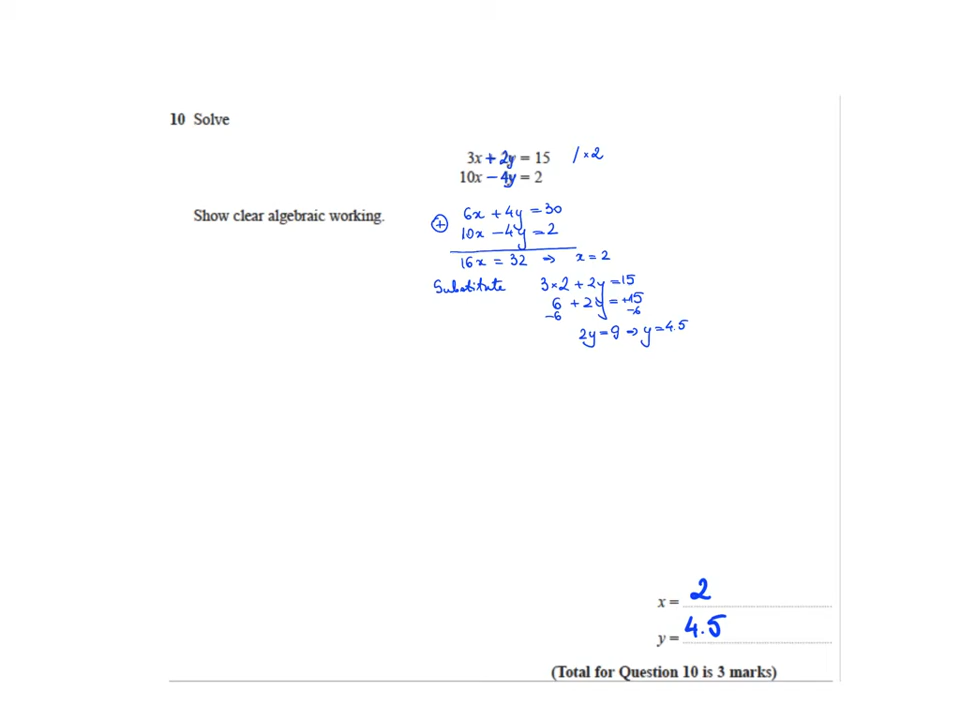 10 Solve
3x + 2y = 15 / × 2
10x − 4y = 2
Show clear algebraic working.
6x + 4y = 30
+ 10x − 4y = 2
16x = 32 ⇒ x = 2
Substitute 3 × 2 + 2y = 15
6 + 2y = +15
−6 −6
2y = 9 ⇒ y = 4.5
x = 2
y = 4.5
(Total for Question 10 is 3 marks)